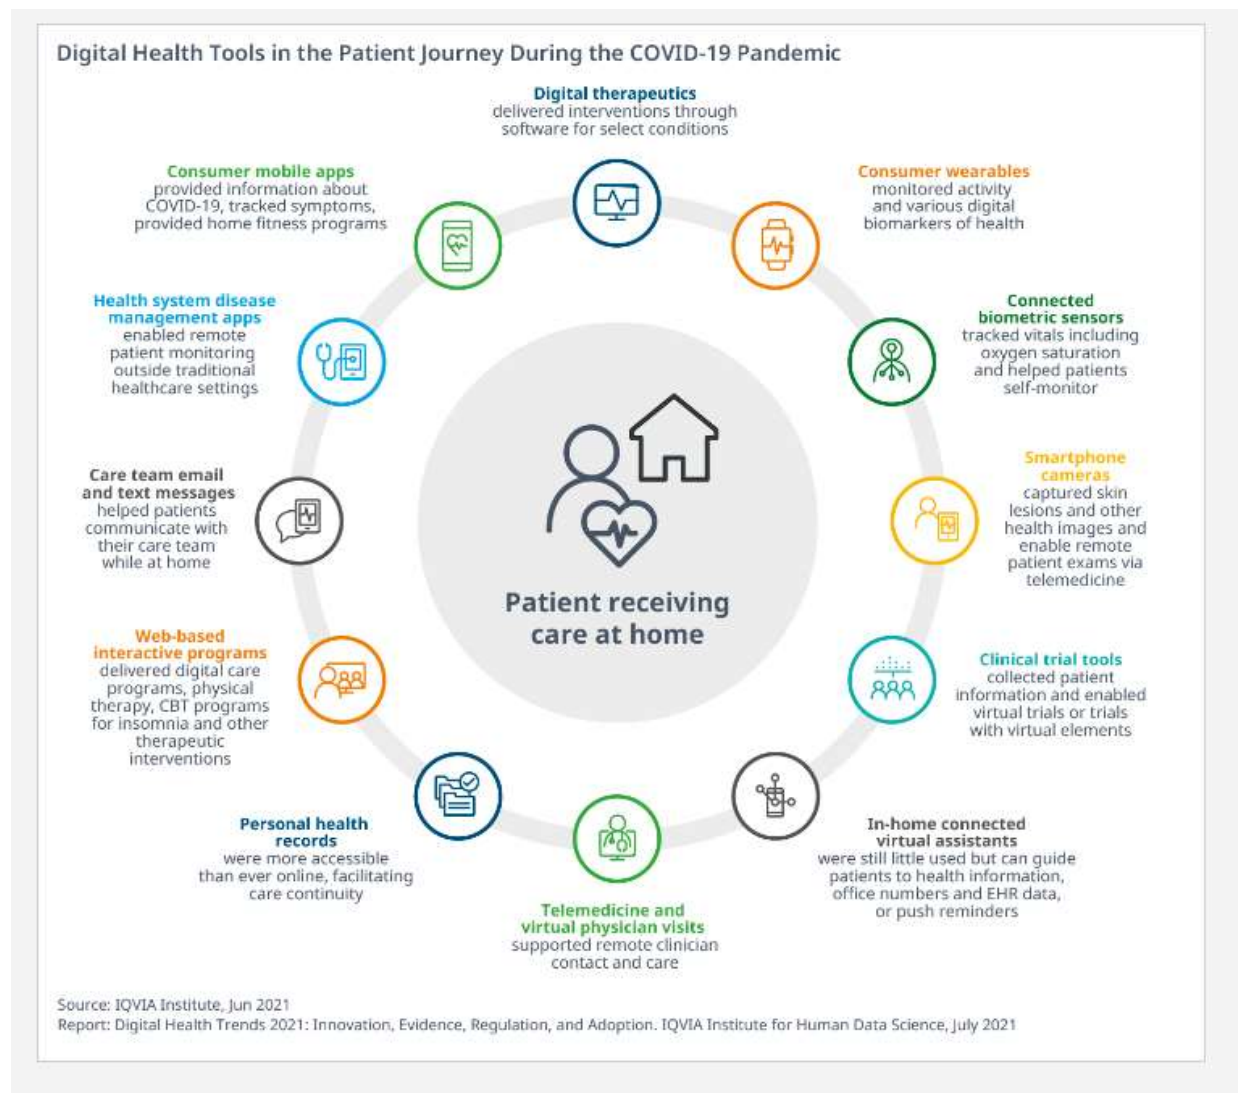 Digital Health Tools in the Patient Journey During the COVID-19 Pandemic
Digital therapeutics
delivered interventions through
software for select conditions
Consumer wearables
monitored activity
and various digital
biomarkers of health
Connected
biometric sensors
tracked vitals including
oxygen saturation
and helped patients
self-monitor
Smartphone
cameras
captured skin
lesions and other
health images and
enable remote
patient exams via
telemedicine
Clinical trial tools
collected patient
information and enabled
virtual trials or trials
with virtual elements
In-home connected
virtual assistants
were still little used but can guide
patients to health information,
office numbers and EHR data,
or push reminders
Telemedicine and
virtual physician visits
supported remote clinician
contact and care
Personal health
records
were more accessible
than ever online, facilitating
care continuity
Web-based
interactive programs
delivered digital care
programs, physical
therapy, CBT programs
for insomnia and other
therapeutic
interventions
Care team email
and text messages
helped patients
communicate with
their care team
while at home
Health system disease
management apps
enabled remote
patient monitoring
outside traditional
healthcare settings
Consumer mobile apps
provided information about
COVID-19, tracked symptoms,
provided home fitness programs
Patient receiving
care at home
Source: IQVIA Institute, Jun 2021
Report: Digital Health Trends 2021: Innovation, Evidence, Regulation, and Adoption. IQVIA Institute for Human Data Science, July 2021